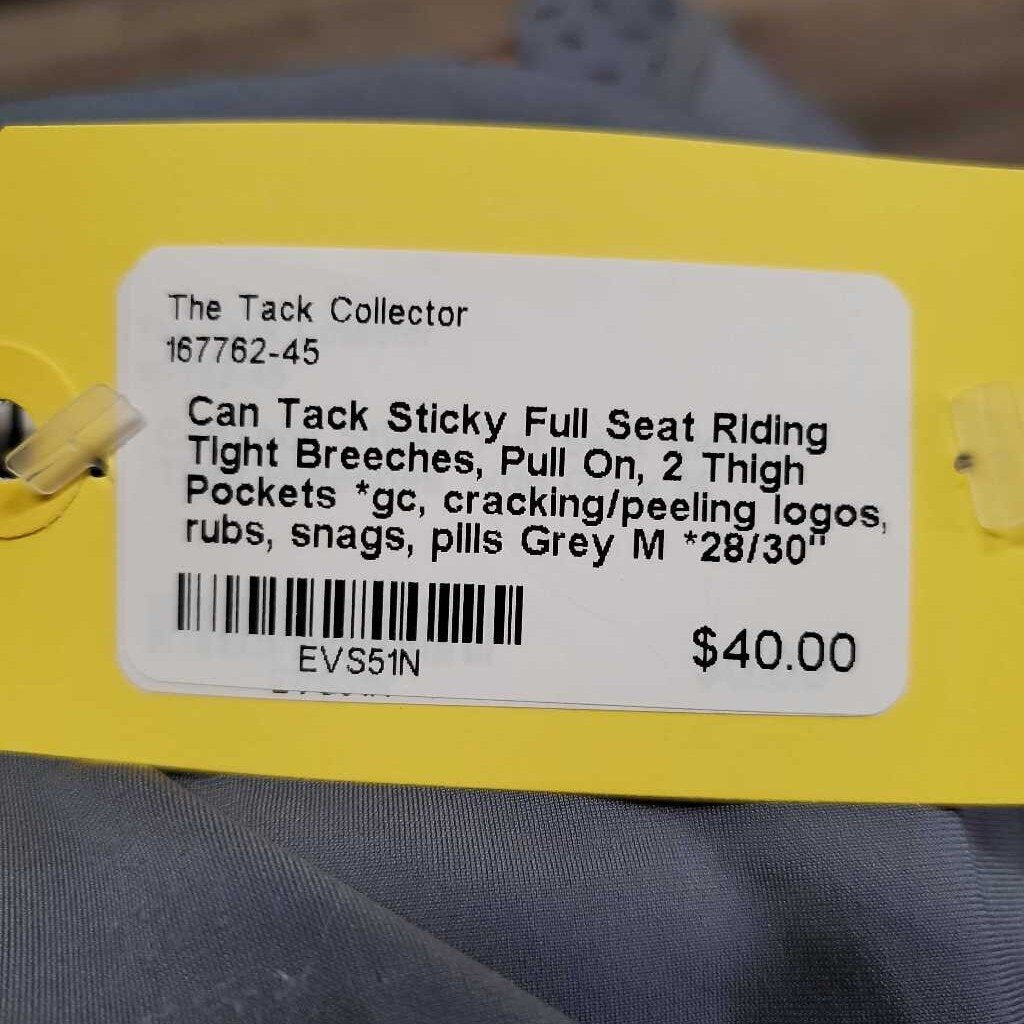 The Tack Collector
167762-45
Can Tack Sticky Full Seat Riding
Tight Breeches, Pull On, 2 Thigh
Pockets *gc, cracking/peeling logos,
rubs, snags, pills Grey M *28/30"
EVS51N
$40.00